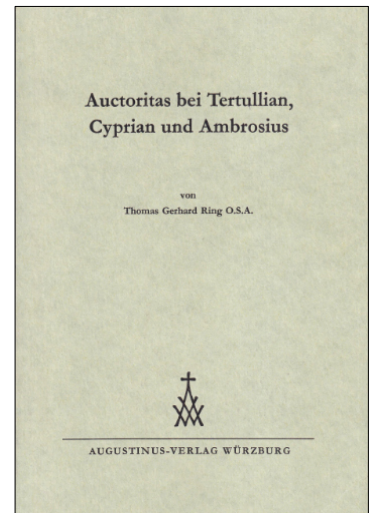 Auctoritas bei Tertullian,
Cyprian und Ambrosius
von
Thomas Gerhard Ring O.S.A.
AUGUSTINUS-VERLAG WÜRZBURG